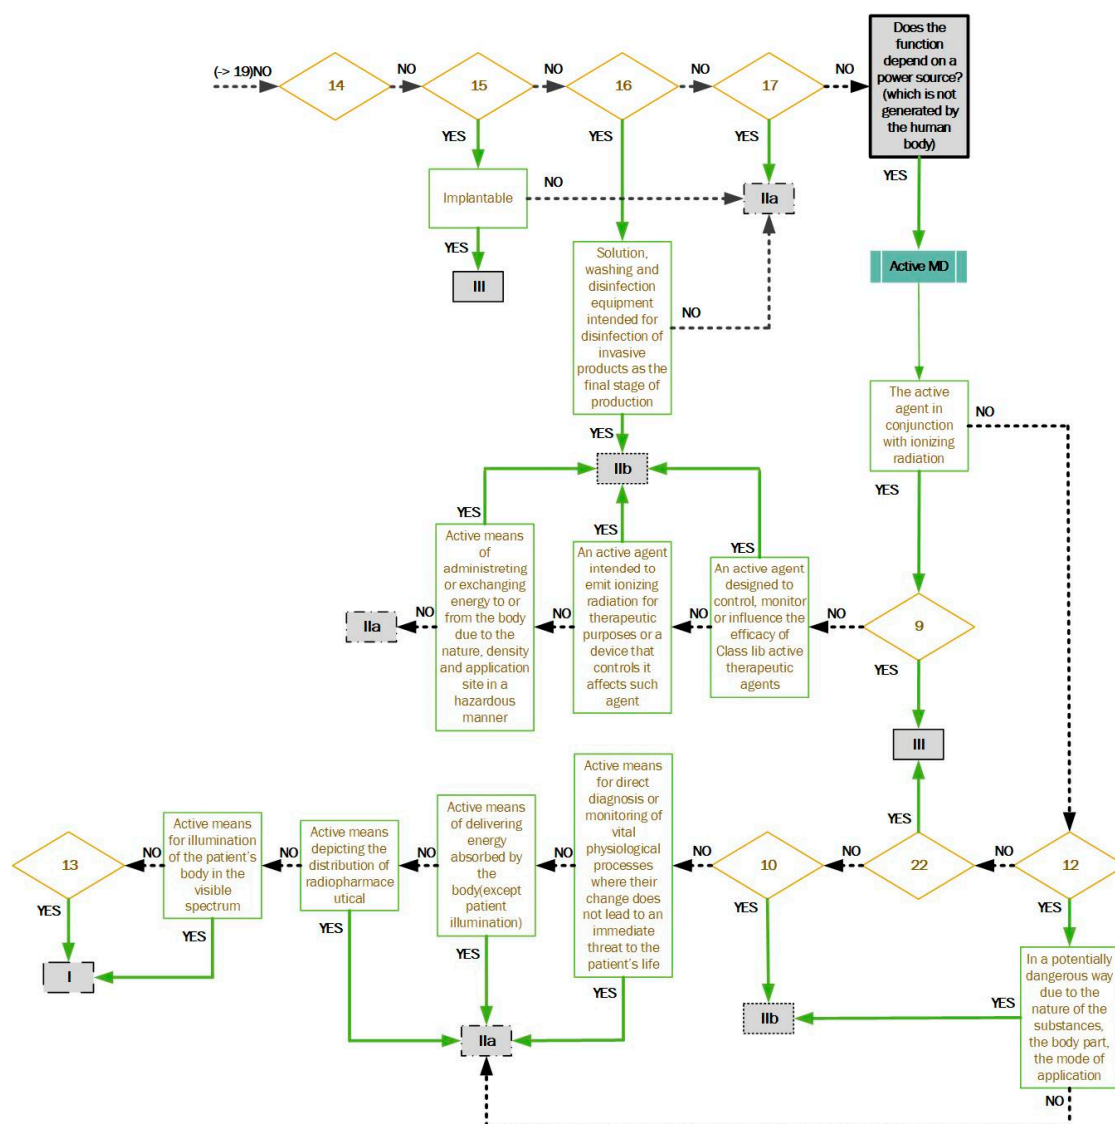 (-> 19)NO
14
NO
15
NO
16
NO
17
NO
Does the
function
depend on a
power source?
(which is not
generated by
the human
body)
YES
YES
YES
YES
Implantable
NO
IIa
YES
III
Solution,
washing and
disinfection
equipment
intended for
disinfection of
invasive
products as the
final stage of
production
NO
YES
Active MD
The active
agent in
conjunction
with ionizing
radiation
NO
YES
IIb
YES
YES
YES
Active means
of
administreting
or exchanging
energy to or
from the body
due to the
nature, density
and application
site in a
hazardous
manner
An active agent
intended to
emit ionizing
radiation for
therapeutic
purposes or a
device that
controls it
affects such
agent
An active agent
designed to
control, monitor
or influence the
efficacy of
Class lib active
therapeutic
agents
IIa
NO
NO
NO
NO
9
YES
III
YES
13
NO
Active means
for illumination
of the patient's
body in the
visible
spectrum
NO
Active means
depicting the
distribution of
radiopharmace
utical
NO
Active means
of delivering
energy
absorbed by
the body(except
patient
illumination)
NO
Active means
for direct
diagnosis or
monitoring of
vital
physiological
processes
where their
change does
not lead to an
immediate
threat to the
patient's life
NO
10
NO
22
NO
12
YES
YES
YES
YES
YES
YES
YES
I
IIa
IIb
YES
In a potentially
dangerous way
due to the
nature of the
substances,
the body part,
the mode of
application
NO